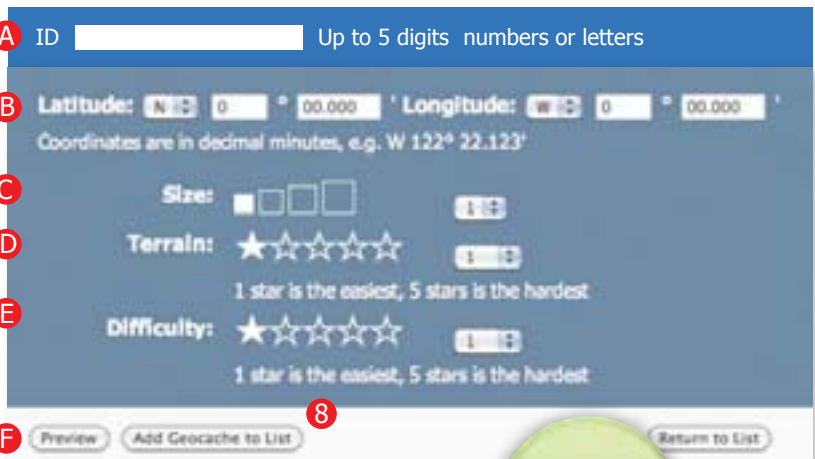 A ID Up to 5 digits numbers or letters
B Latitude: N 0 ° 00.000 ' Longitude: W 0 ° 00.000 '
Coordinates are in decimal minutes, e.g. W 122° 22.123'
C Size: 1
D Terrain: 1
1 star is the easiest, 5 stars is the hardest
E Difficulty: 1
1 star is the easiest, 5 stars is the hardest
8
F Preview Add Geocache to List Return to List